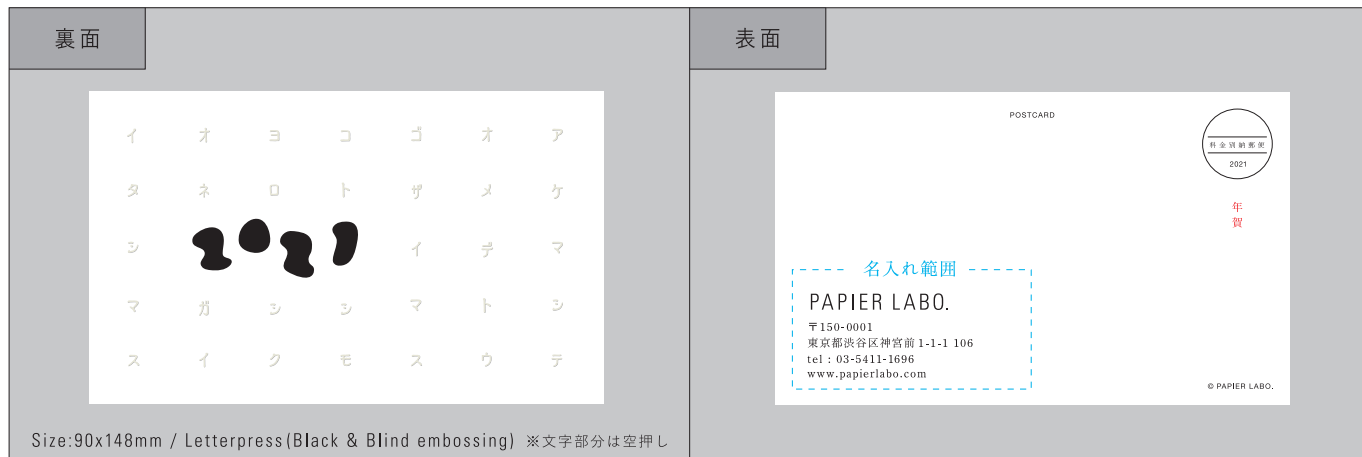 裏面
アケマシテ
オメデトウ
ゴザイマス
コトシモ
ヨロシク
オネガイ
イタシマス
Size:90x148mm / Letterpress(Black & Blind embossing) ※文字部分は空押し
表面
POSTCARD
料金別納郵便
2021
年賀
名入れ範囲
PAPIER LABO.
〒150-0001
東京都渋谷区神宮前1-1-1 106
tel : 03-5411-1696
www.papierlabo.com
© PAPIER LABO.